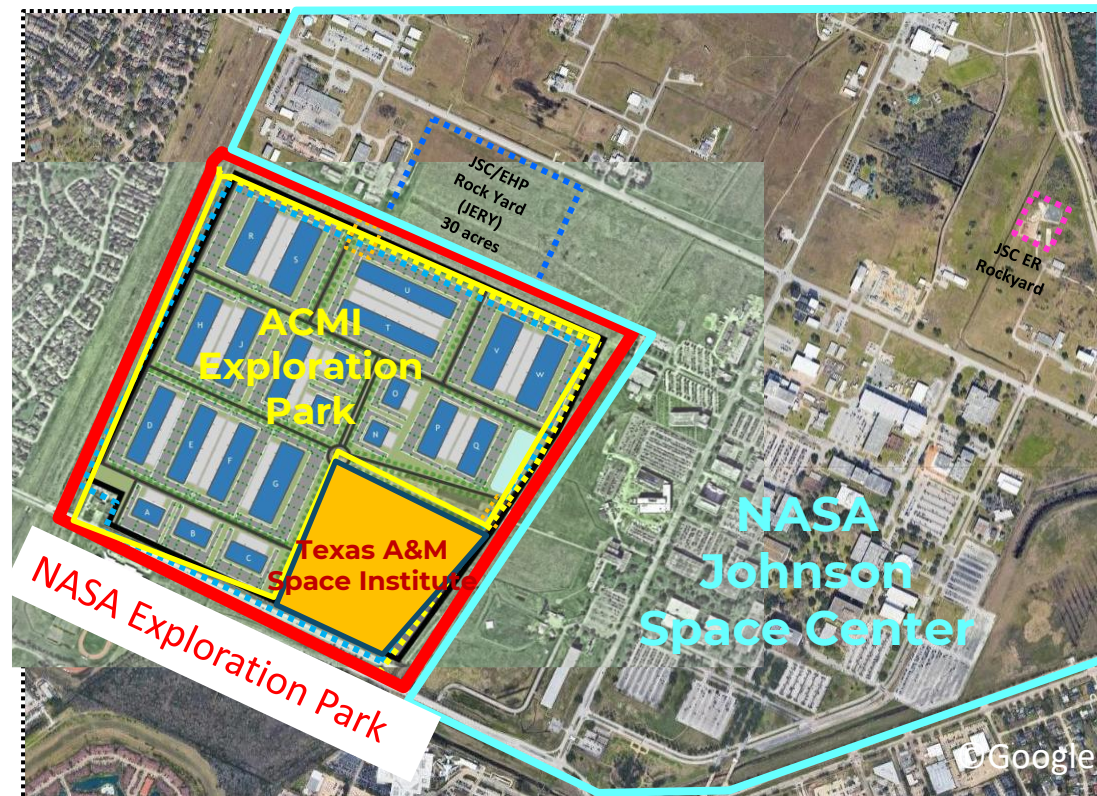 JSC/EHP
Rock Yard
(JERY)
30 acres
JSC ER
Rockyard
R
S
U
T
V
W
H
J
O
N
P
Q
D
E
F
G
A
B
C
ACMI
Exploration
Park
Texas A&M
Space Institute
NASA
Johnson
Space Center
NASA Exploration Park
©Google